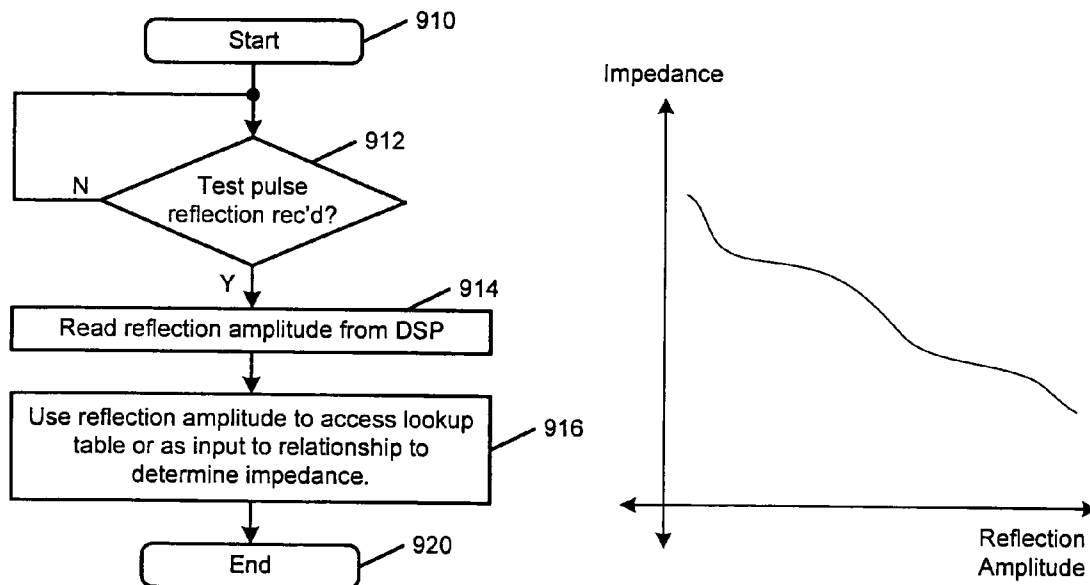 Start
910
912
N
Test pulse
reflection rec'd?
Y
914
Read reflection amplitude from DSP
Use reflection amplitude to access lookup
table or as input to relationship to
determine impedance.
916
End
920
Impedance
Reflection
Amplitude